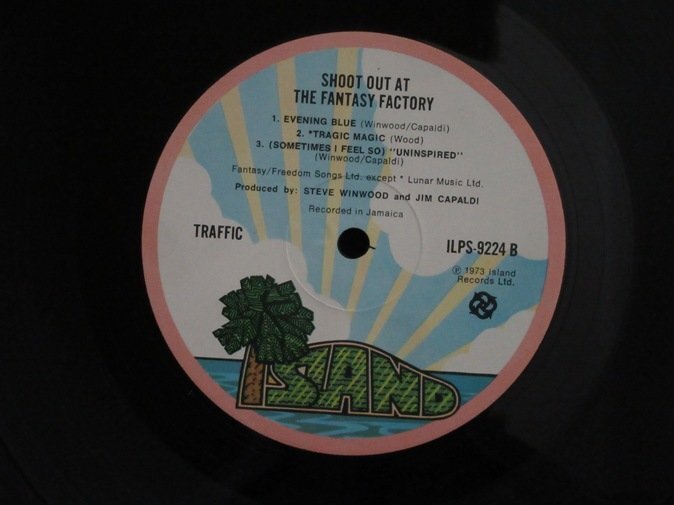 SHOOT OUT AT
THE FANTASY FACTORY
1. EVENING BLUE (Winwood/Capaldi)
2. *TRAGIC MAGIC (Wood)
3. (SOMETIMES I FEEL SO) "UNINSPIRED"
(Winwood/Capaldi)
Fantasy/Freedom Songs Ltd. except * Lunar Music Ltd.
Produced by: STEVE WINWOOD and JIM CAPALDI
Recorded in Jamaica
TRAFFIC
ILPS-9224 B
℗ 1973 Island
Records Ltd.
ISLAND